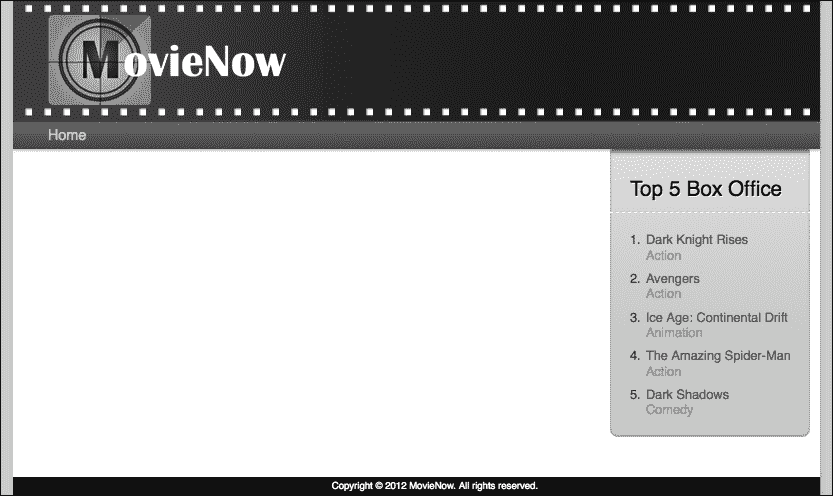 MovieNow
Home
Top 5 Box Office
1. Dark Knight Rises
Action
2. Avengers
Action
3. Ice Age: Continental Drift
Animation
4. The Amazing Spider-Man
Action
5. Dark Shadows
Comedy
Copyright © 2012 MovieNow. All rights reserved.